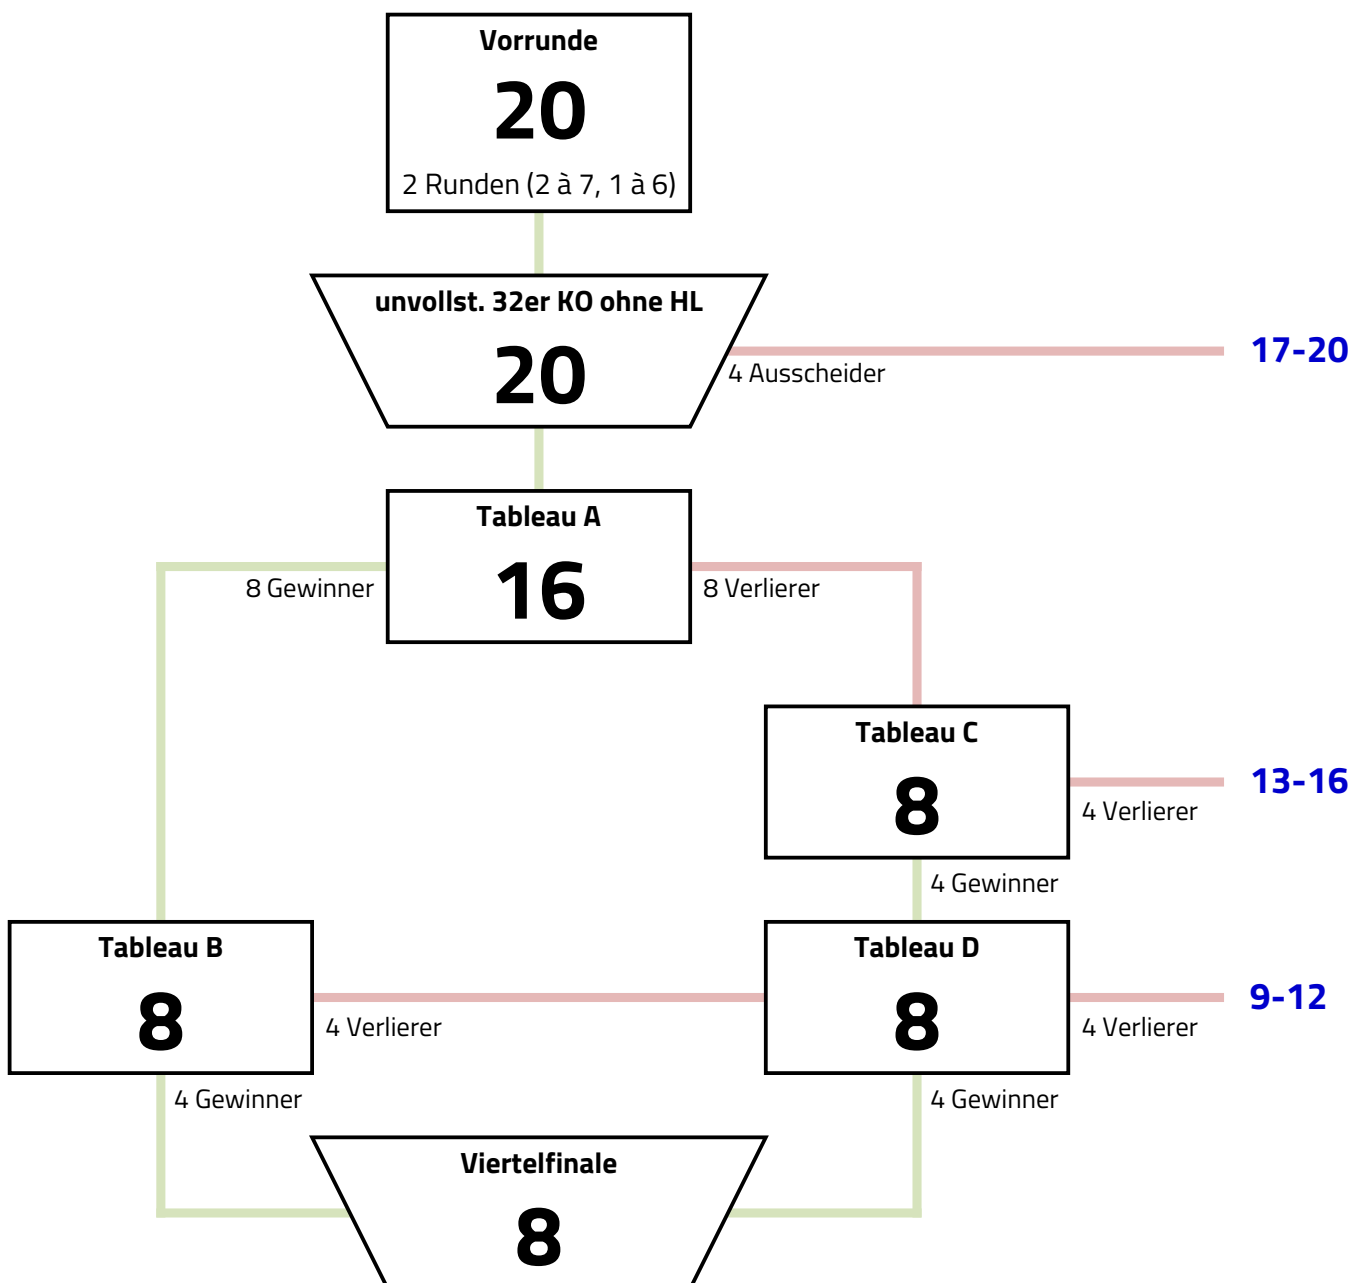 Vorrunde
20
2 Runden (2 à 7, 1 à 6)
unvollst. 32er KO ohne HL
20
4 Ausscheider
17-20
Tableau A
16
8 Gewinner
8 Verlierer
Tableau C
8
4 Verlierer
13-16
4 Gewinner
Tableau B
8
4 Verlierer
4 Gewinner
Tableau D
8
4 Verlierer
9-12
4 Gewinner
Viertelfinale
8